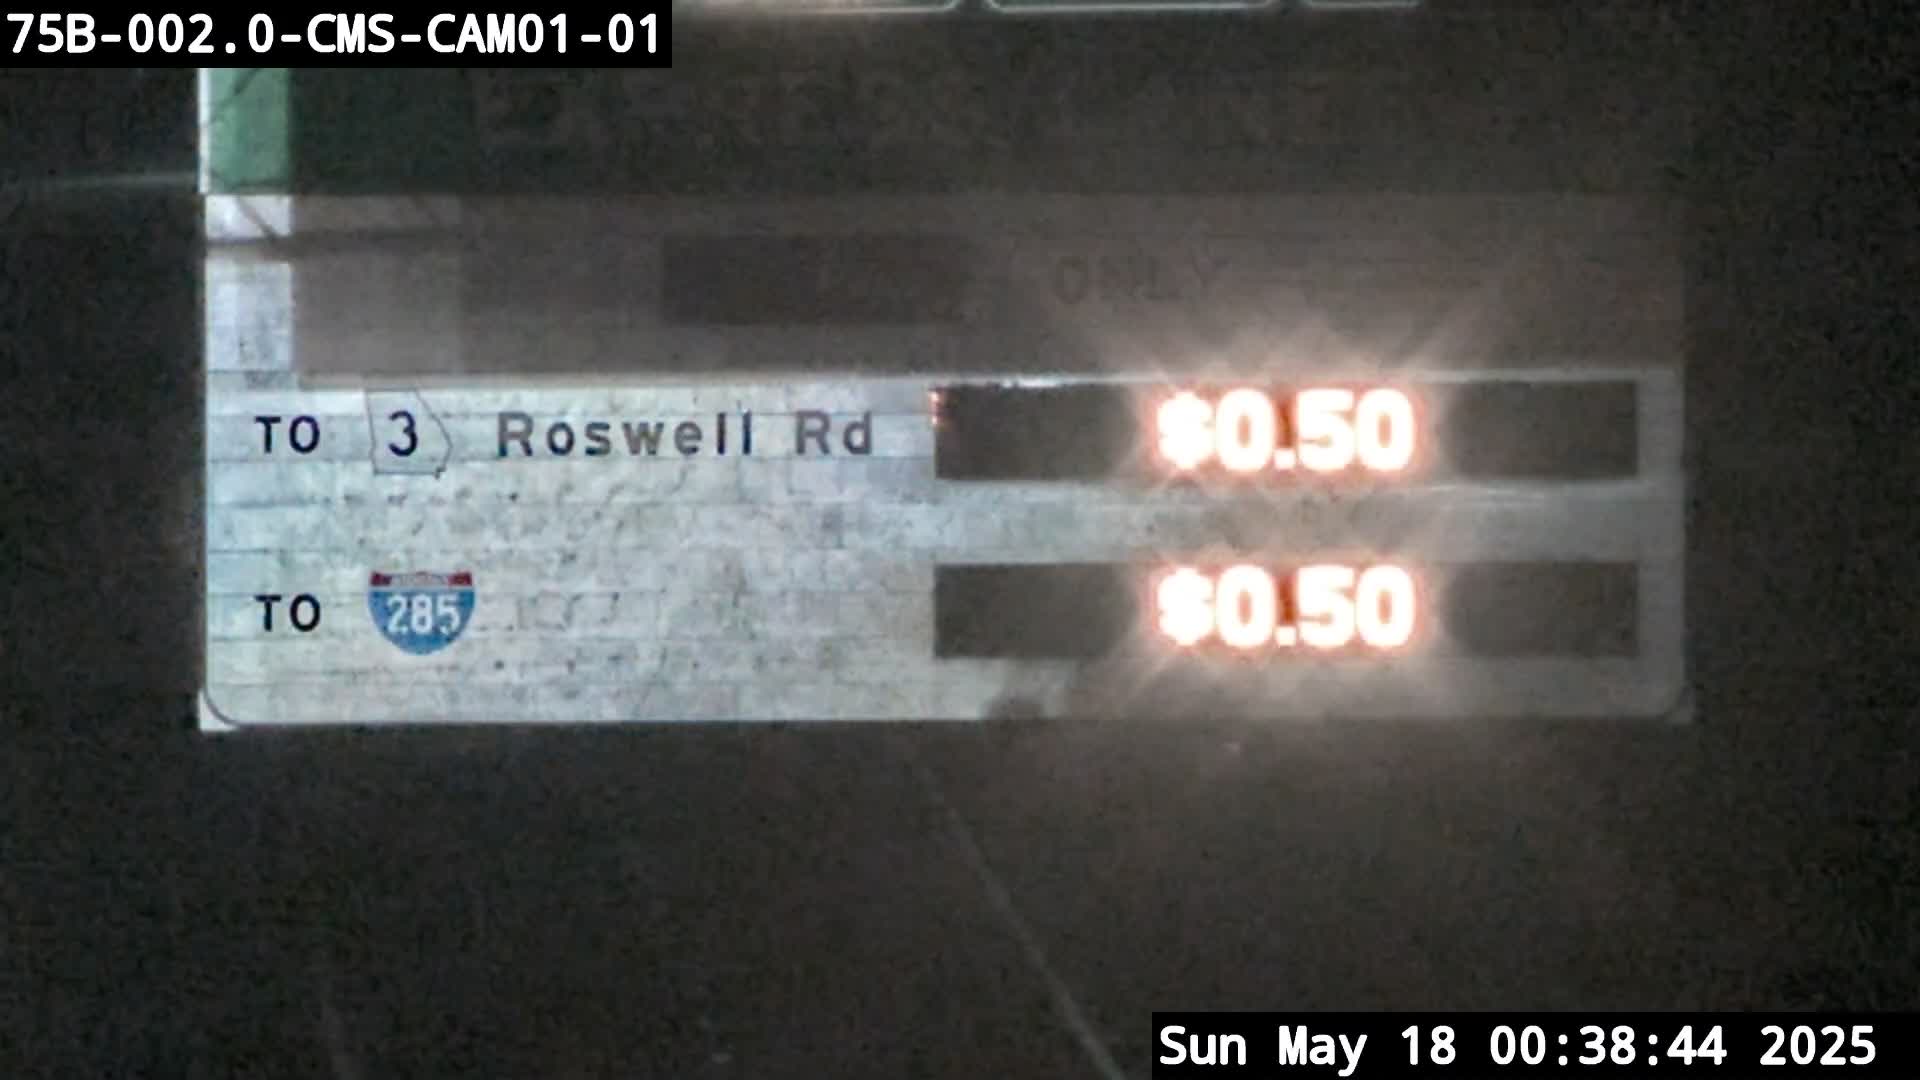 75B-002.0-CMS-CAM01-01
ONLY
TO 3 Roswell Rd $0.50
TO 285 $0.50
Sun May 18 00:38:44 2025